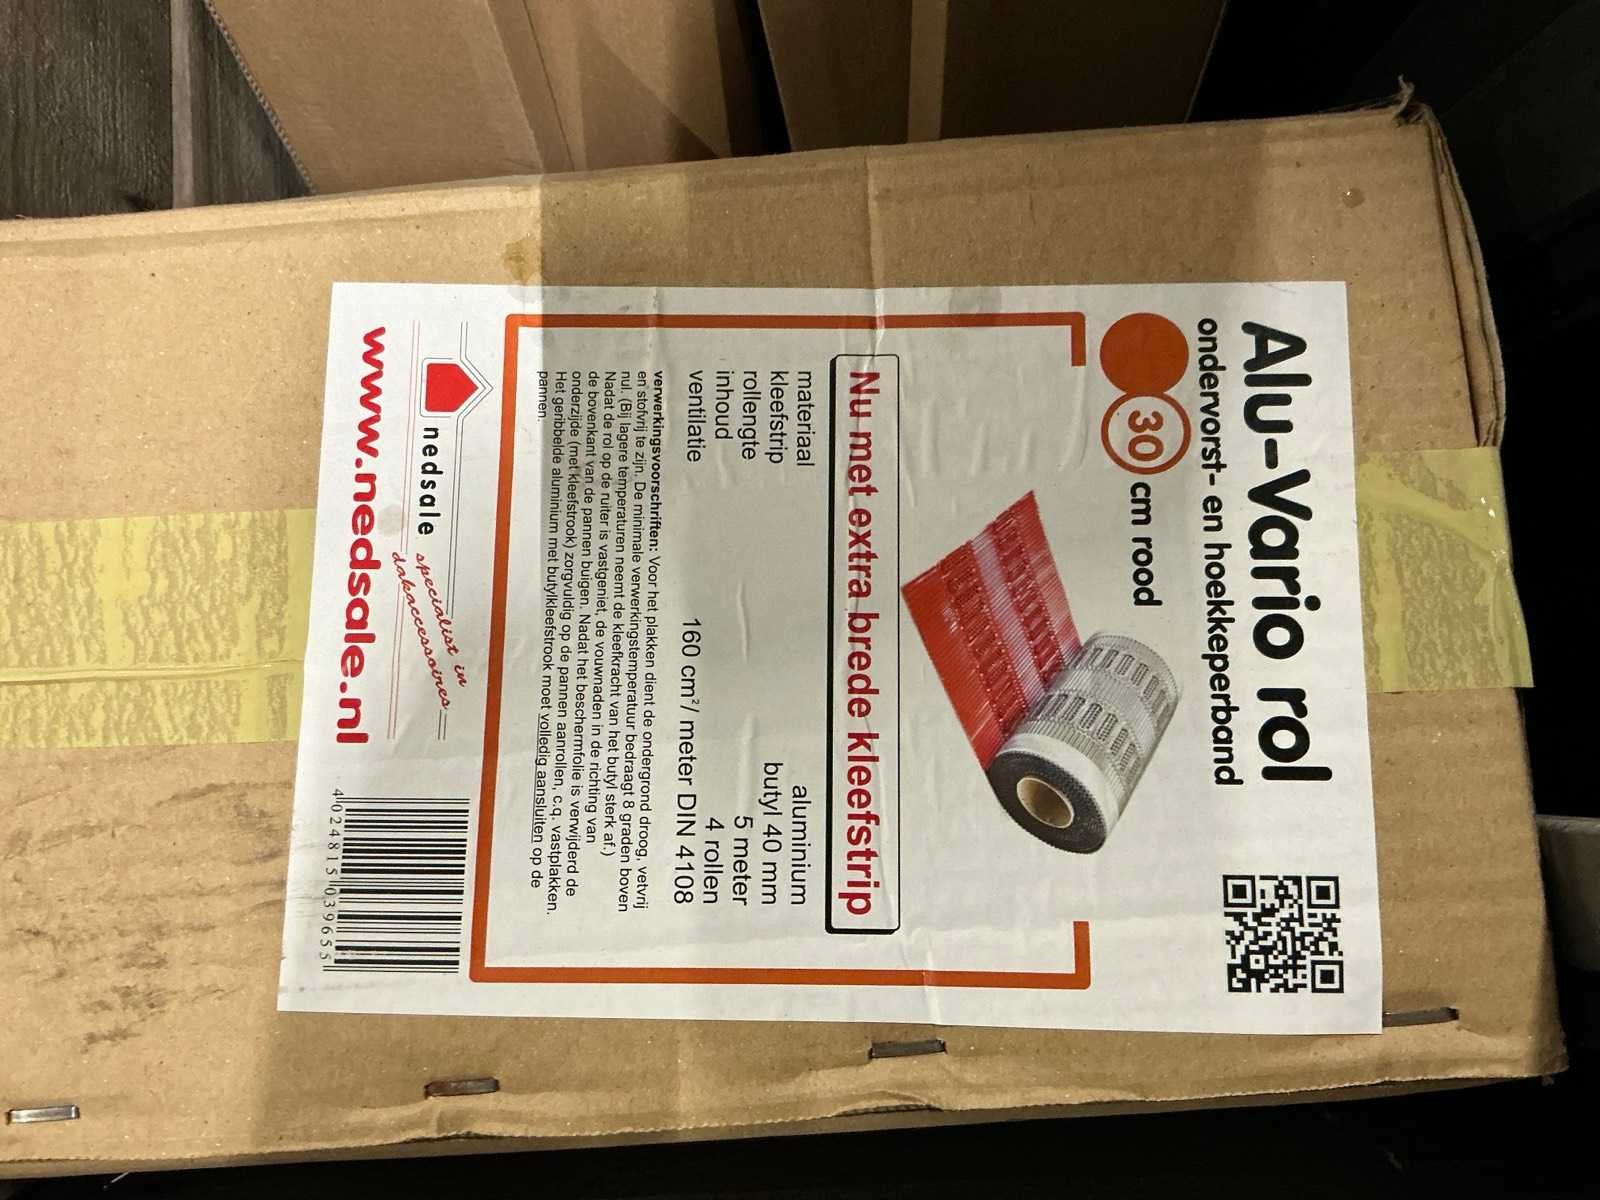 Alu-Vario rol
ondervorst- en hoekkeperband
30 cm rood
Nu met extra brede kleefstrip
materiaal aluminium
kleefstrip butyl 40 mm
rollengte 5 meter
inhoud 4 rollen
ventilatie 160 cm²/ meter DIN 4108
verwerkingsvoorschriften: Voor het plakken dient de ondergrond droog, vetvrij
en stofvrij te zijn. De minimale verwerkingstemperatuur bedraagt 8 graden boven
nul. (Bij lagere temperaturen neemt de kleefkracht van het butyl sterk af.)
Nadat de rol op de ruiter is vastgeniet, de vouwnaden in de richting van
de bovenkant van de pannen buigen. Nadat het beschermfolie is verwijderd de
onderzijde (met kleefstrook) zorgvuldig op de pannen aanrollen, c.q. vastplakken.
Het geribbelde aluminium met butylkleefstrook moet volledig aansluiten op de
pannen.
nedsale specialist in
dakaccessoires
www.nedsale.nl
4 024815 039655